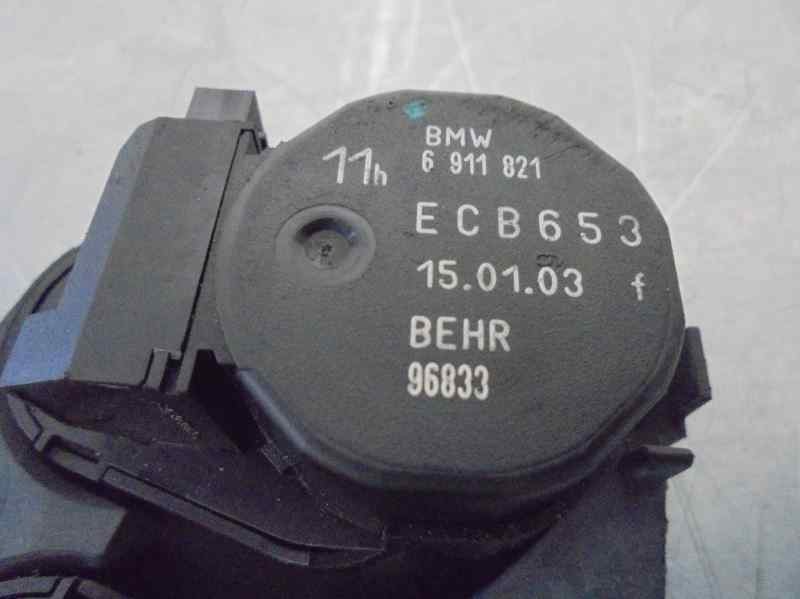 BMW
11h 6 911 821
ECB653
15.01.03 f
BEHR
96833